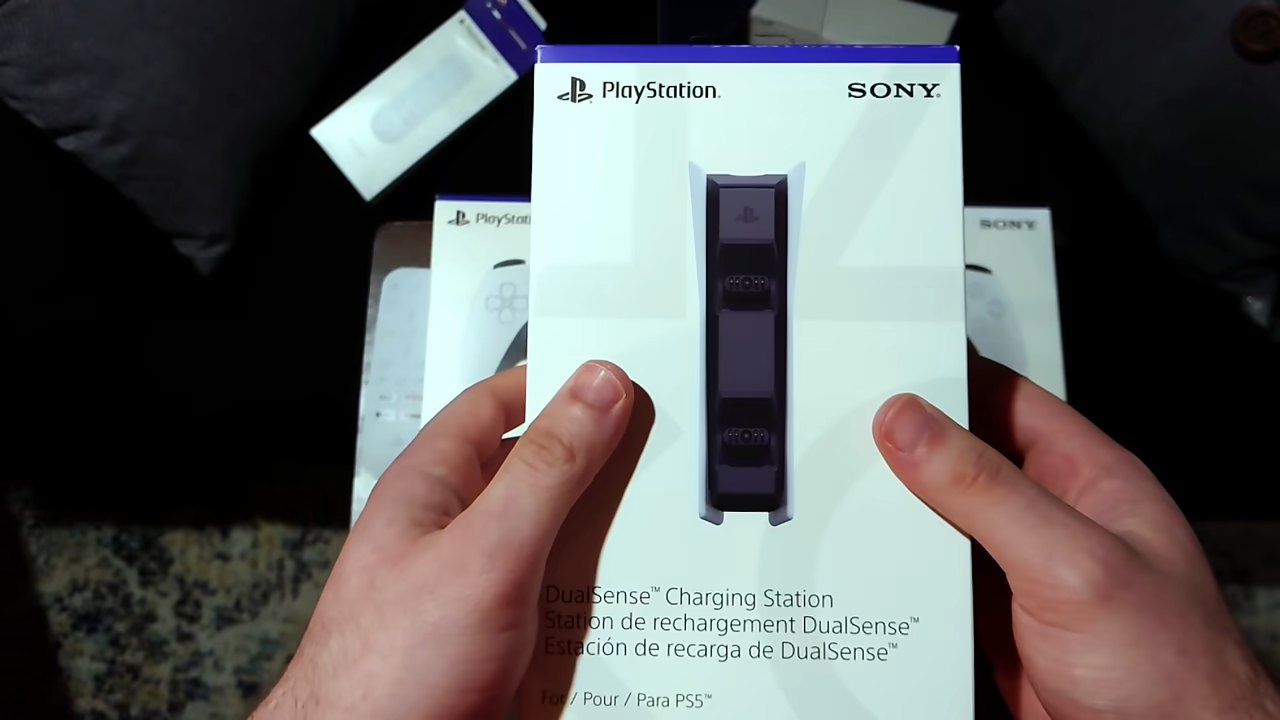 PlayStation.
SONY
DualSense™ Charging Station
Station de rechargement DualSense™
Estación de recarga de DualSense™
For / Pour / Para PS5™
SONY